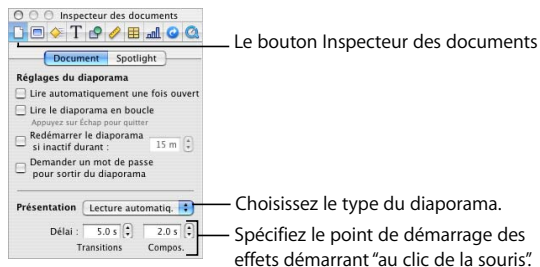 Inspecteur des documents
Le bouton Inspecteur des documents
Document Spotlight
Réglages du diaporama
Lire automatiquement une fois ouvert
Lire le diaporama en boucle
Appuyez sur Échap pour quitter
Redémarrer le diaporama
si inactif durant : 15 m
Demander un mot de passe
pour sortir du diaporama
Présentation Lecture automatiq.
Choisissez le type du diaporama.
Délai : 5.0 s 2.0 s
Transitions Compos.
Spécifiez le point de démarrage des
effets démarrant “au clic de la souris”.